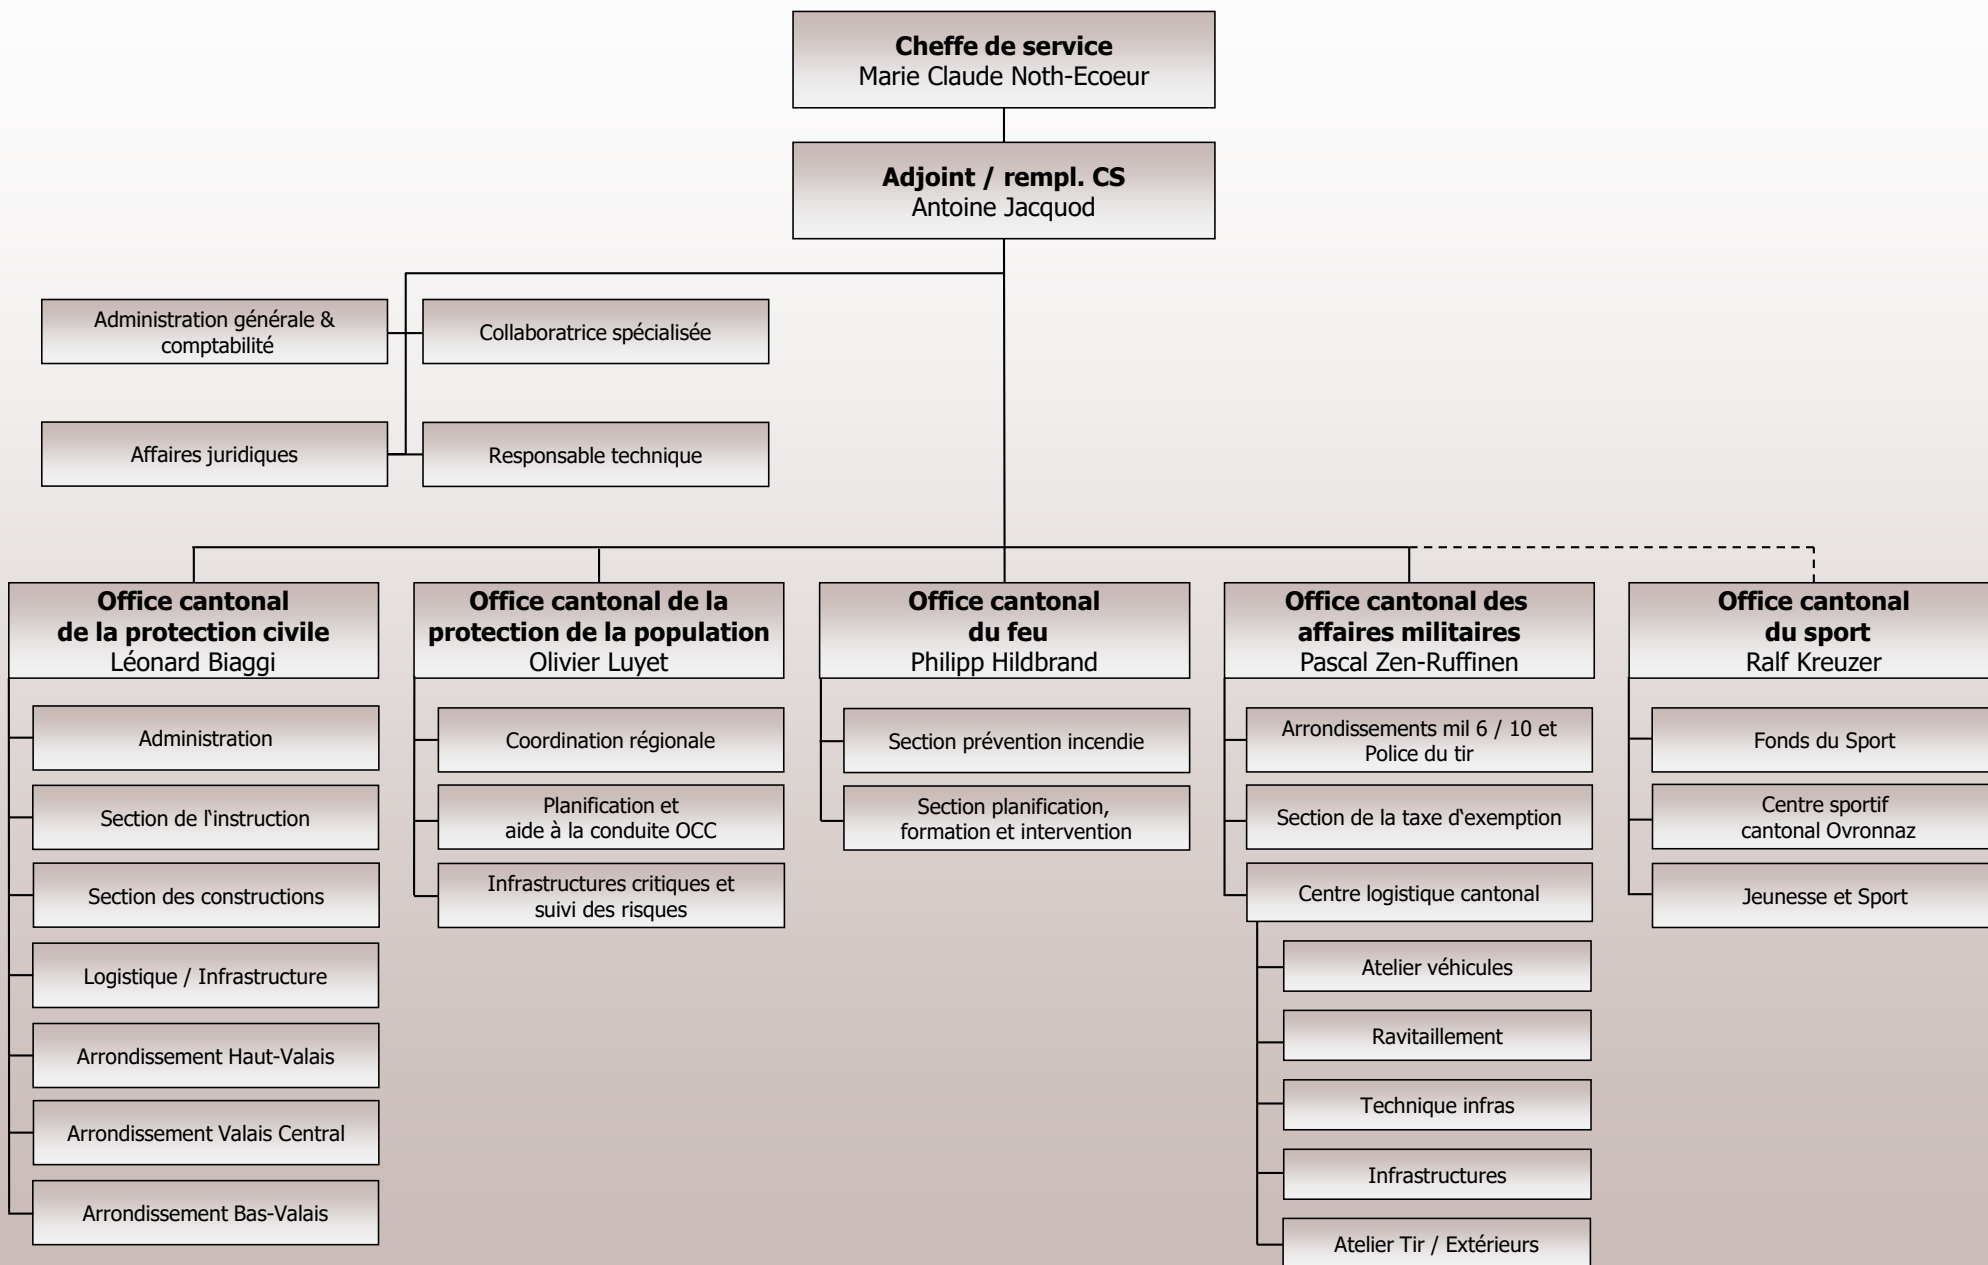 Cheffe de service
Marie Claude Noth-Ecoeur
Adjoint / rempl. CS
Antoine Jacquod
Administration générale &
comptabilité
Collaboratrice spécialisée
Affaires juridiques
Responsable technique
Office cantonal
de la protection civile
Léonard Biaggi
Administration
Section de l‘instruction
Section des constructions
Logistique / Infrastructure
Arrondissement Haut-Valais
Arrondissement Valais Central
Arrondissement Bas-Valais
Office cantonal de la
protection de la population
Olivier Luyet
Coordination régionale
Planification et
aide à la conduite OCC
Infrastructures critiques et
suivi des risques
Office cantonal
du feu
Philipp Hildbrand
Section prévention incendie
Section planification,
formation et intervention
Office cantonal des
affaires militaires
Pascal Zen-Ruffinen
Arrondissements mil 6 / 10 et
Police du tir
Section de la taxe d‘exemption
Centre logistique cantonal
Atelier véhicules
Ravitaillement
Technique infras
Infrastructures
Atelier Tir / Extérieurs
Office cantonal
du sport
Ralf Kreuzer
Fonds du Sport
Centre sportif
cantonal Ovronnaz
Jeunesse et Sport